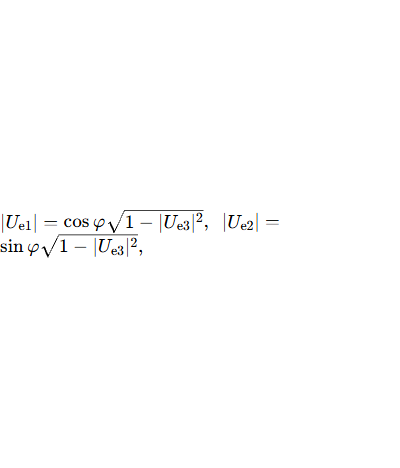 |U_{e1}| = cos φ√(1 − |U_{e3}|²), |U_{e2}| =
sin φ√(1 − |U_{e3}|²),